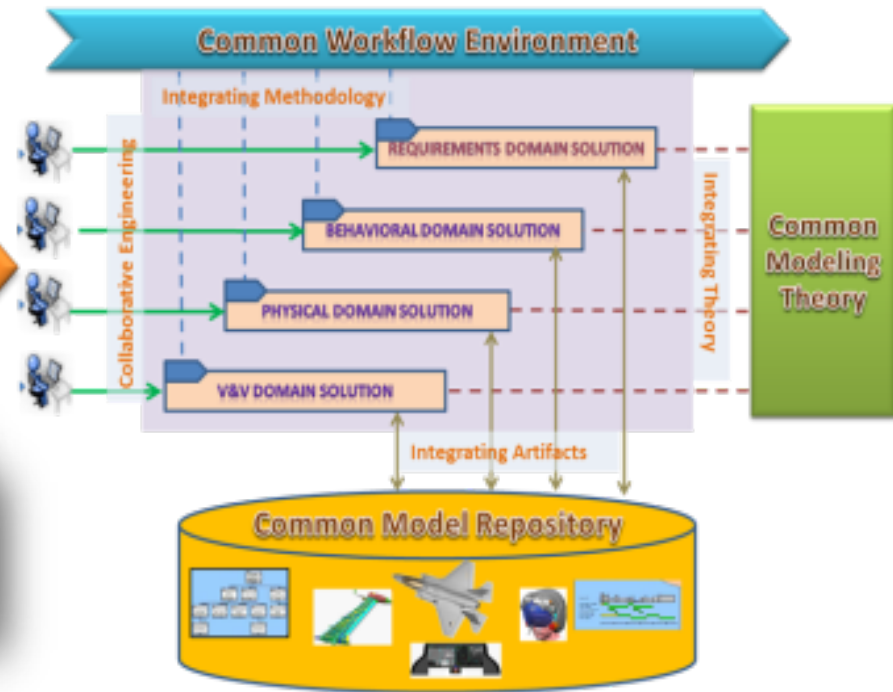 Common Workflow Environment
Integrating Methodology
Collaborative Engineering
REQUIREMENTS DOMAIN SOLUTION
BEHAVIORAL DOMAIN SOLUTION
PHYSICAL DOMAIN SOLUTION
V&V DOMAIN SOLUTION
Integrating Theory
Common
Modeling
Theory
Integrating Artifacts
Common Model Repository